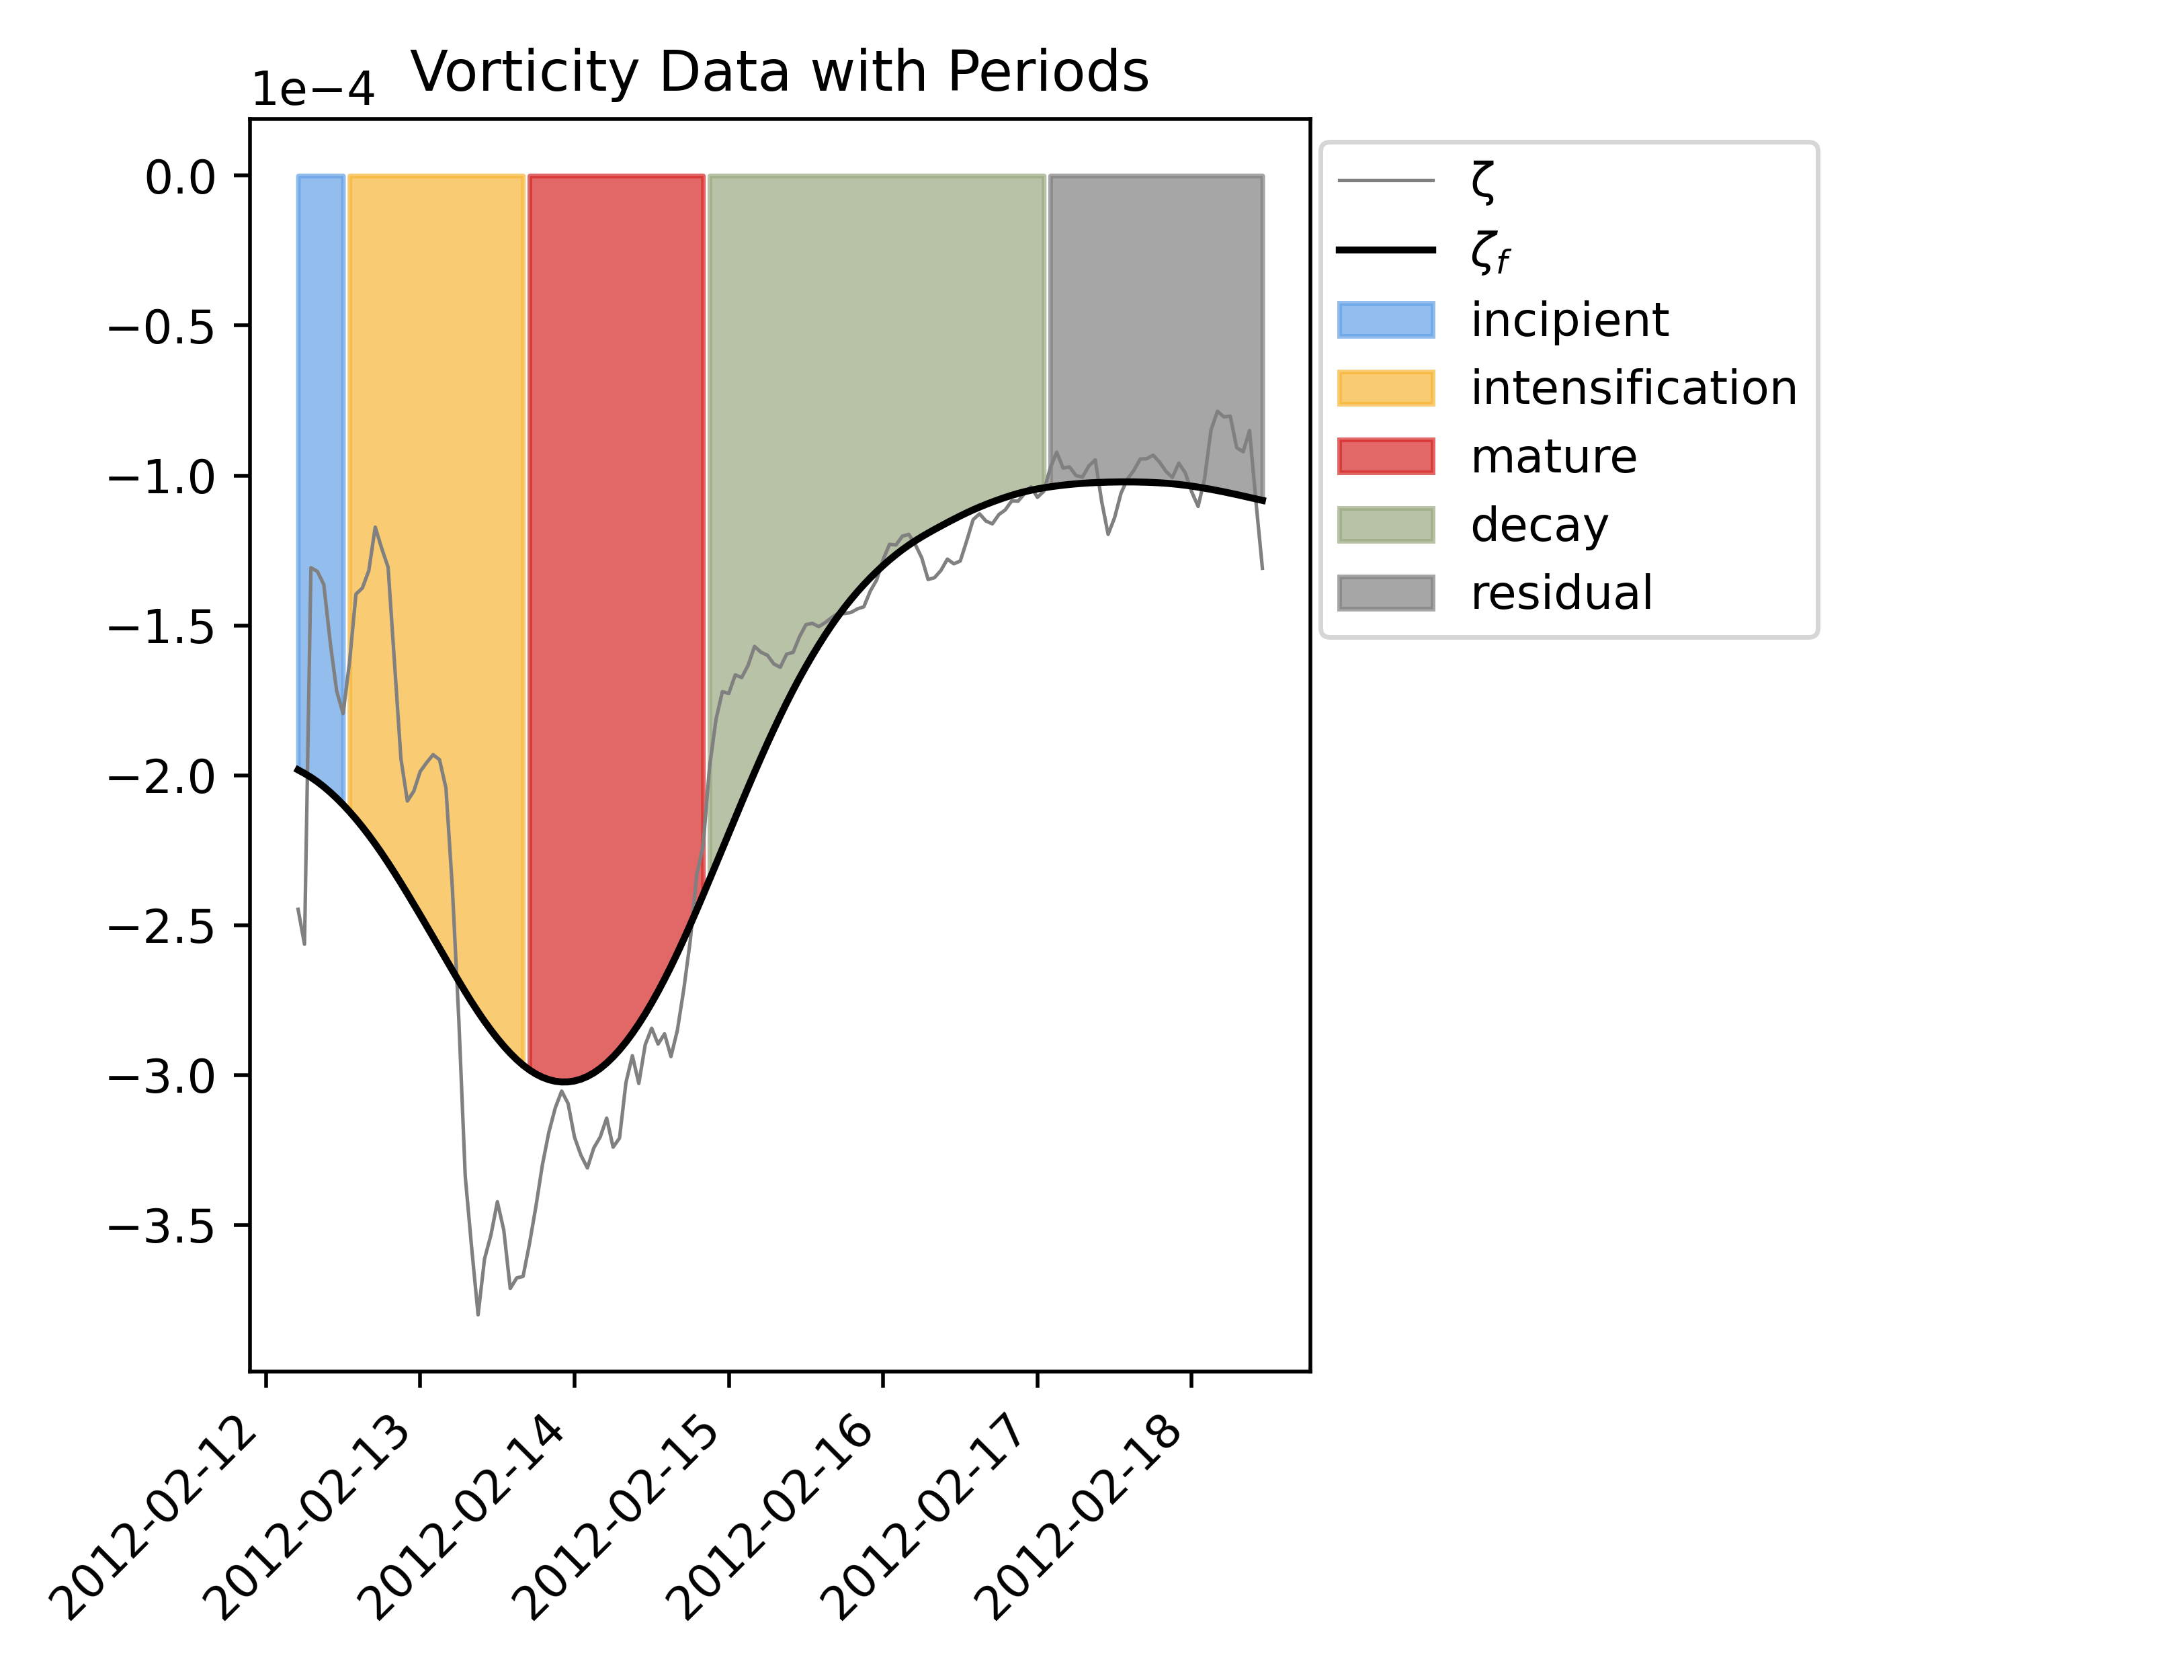 Vorticity Data with Periods
1e−4
0.0
−0.5
−1.0
−1.5
−2.0
−2.5
−3.0
−3.5
2012-02-12
2012-02-13
2012-02-14
2012-02-15
2012-02-16
2012-02-17
2012-02-18
ζ
ζf
incipient
intensification
mature
decay
residual